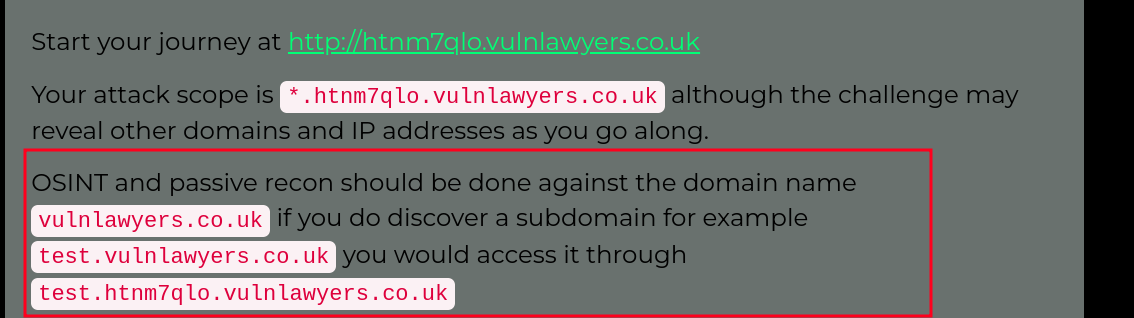 Start your journey at http://htnm7qlo.vulnlawyers.co.uk
Your attack scope is *.htnm7qlo.vulnlawyers.co.uk although the challenge may
reveal other domains and IP addresses as you go along.
OSINT and passive recon should be done against the domain name
vulnlawyers.co.uk if you do discover a subdomain for example
test.vulnlawyers.co.uk you would access it through
test.htnm7qlo.vulnlawyers.co.uk